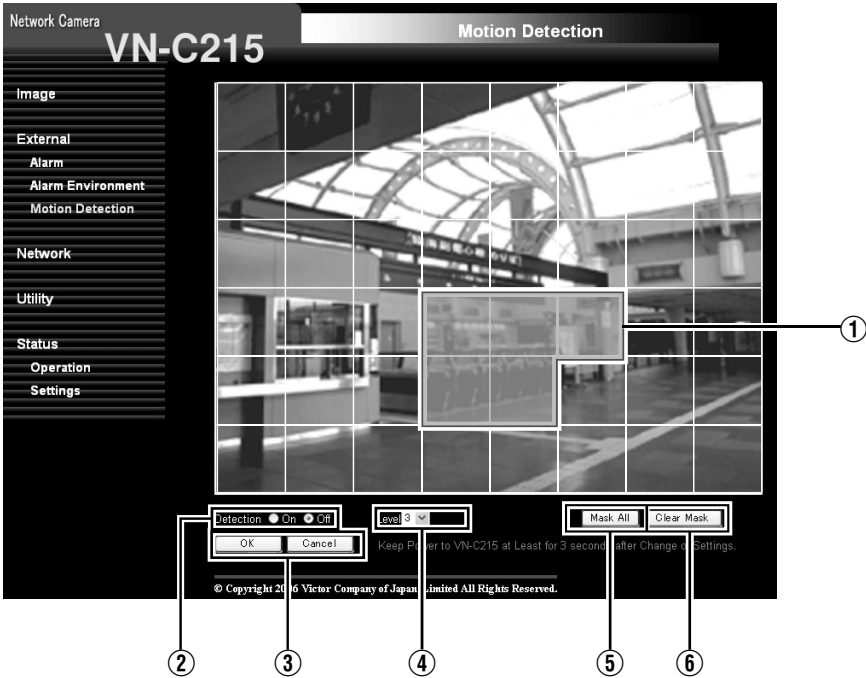 Network Camera
VN-C215
Motion Detection
Image
External
Alarm
Alarm Environment
Motion Detection
Network
Utility
Status
Operation
Settings
①
Detection On Off
Level 3
Mask All
Clear Mask
OK
Cancel
Keep Power to VN-C215 at Least for 3 second after Change of Settings.
© Copyright 2006 Victor Company of Japan, Limited All Rights Reserved.
② ③ ④ ⑤ ⑥